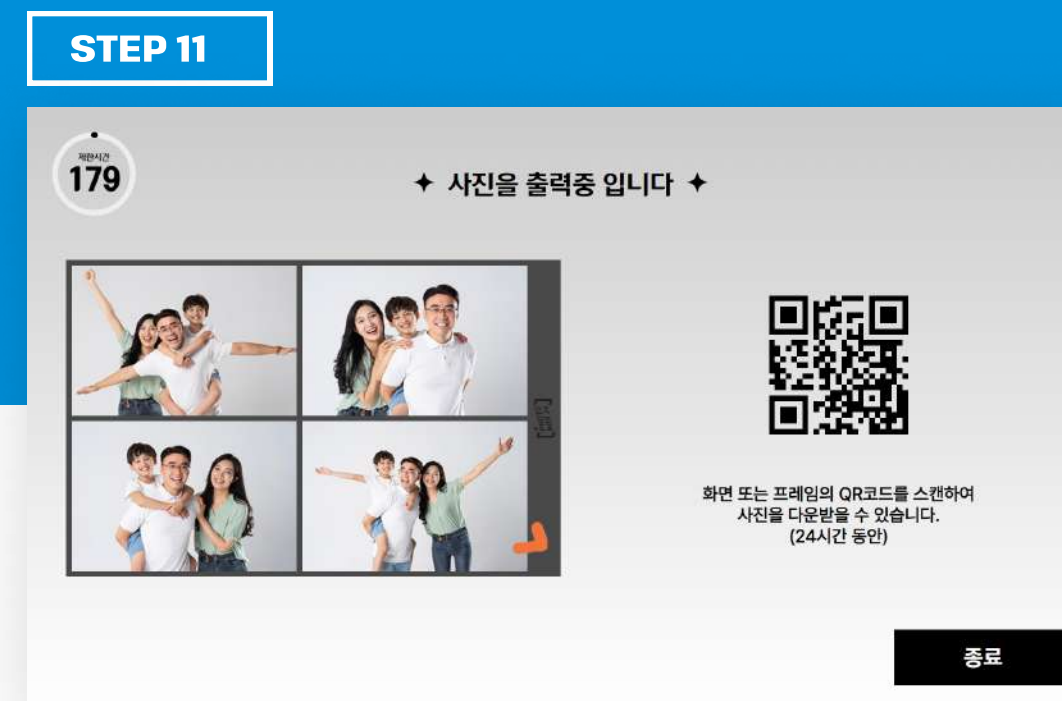 STEP 11
제한시간
179
✦ 사진을 출력중 입니다 ✦
화면 또는 프레임의 QR코드를 스캔하여
사진을 다운받을 수 있습니다.
(24시간 동안)
종료